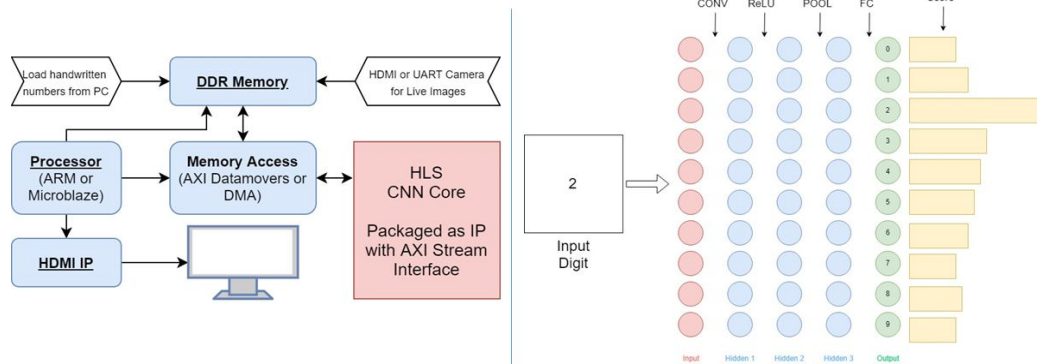 Load handwritten
numbers from PC
DDR Memory
HDMI or UART Camera
for Live Images
Processor
(ARM or
Microblaze)
Memory Access
(AXI Datamovers or
DMA)
HLS
CNN Core
Packaged as IP
with AXI Stream
Interface
HDMI IP
CONV
ReLU
POOL
FC
2
Input
Digit
0
1
2
3
4
5
6
7
8
9
Input
Hidden 1
Hidden 2
Hidden 3
Output